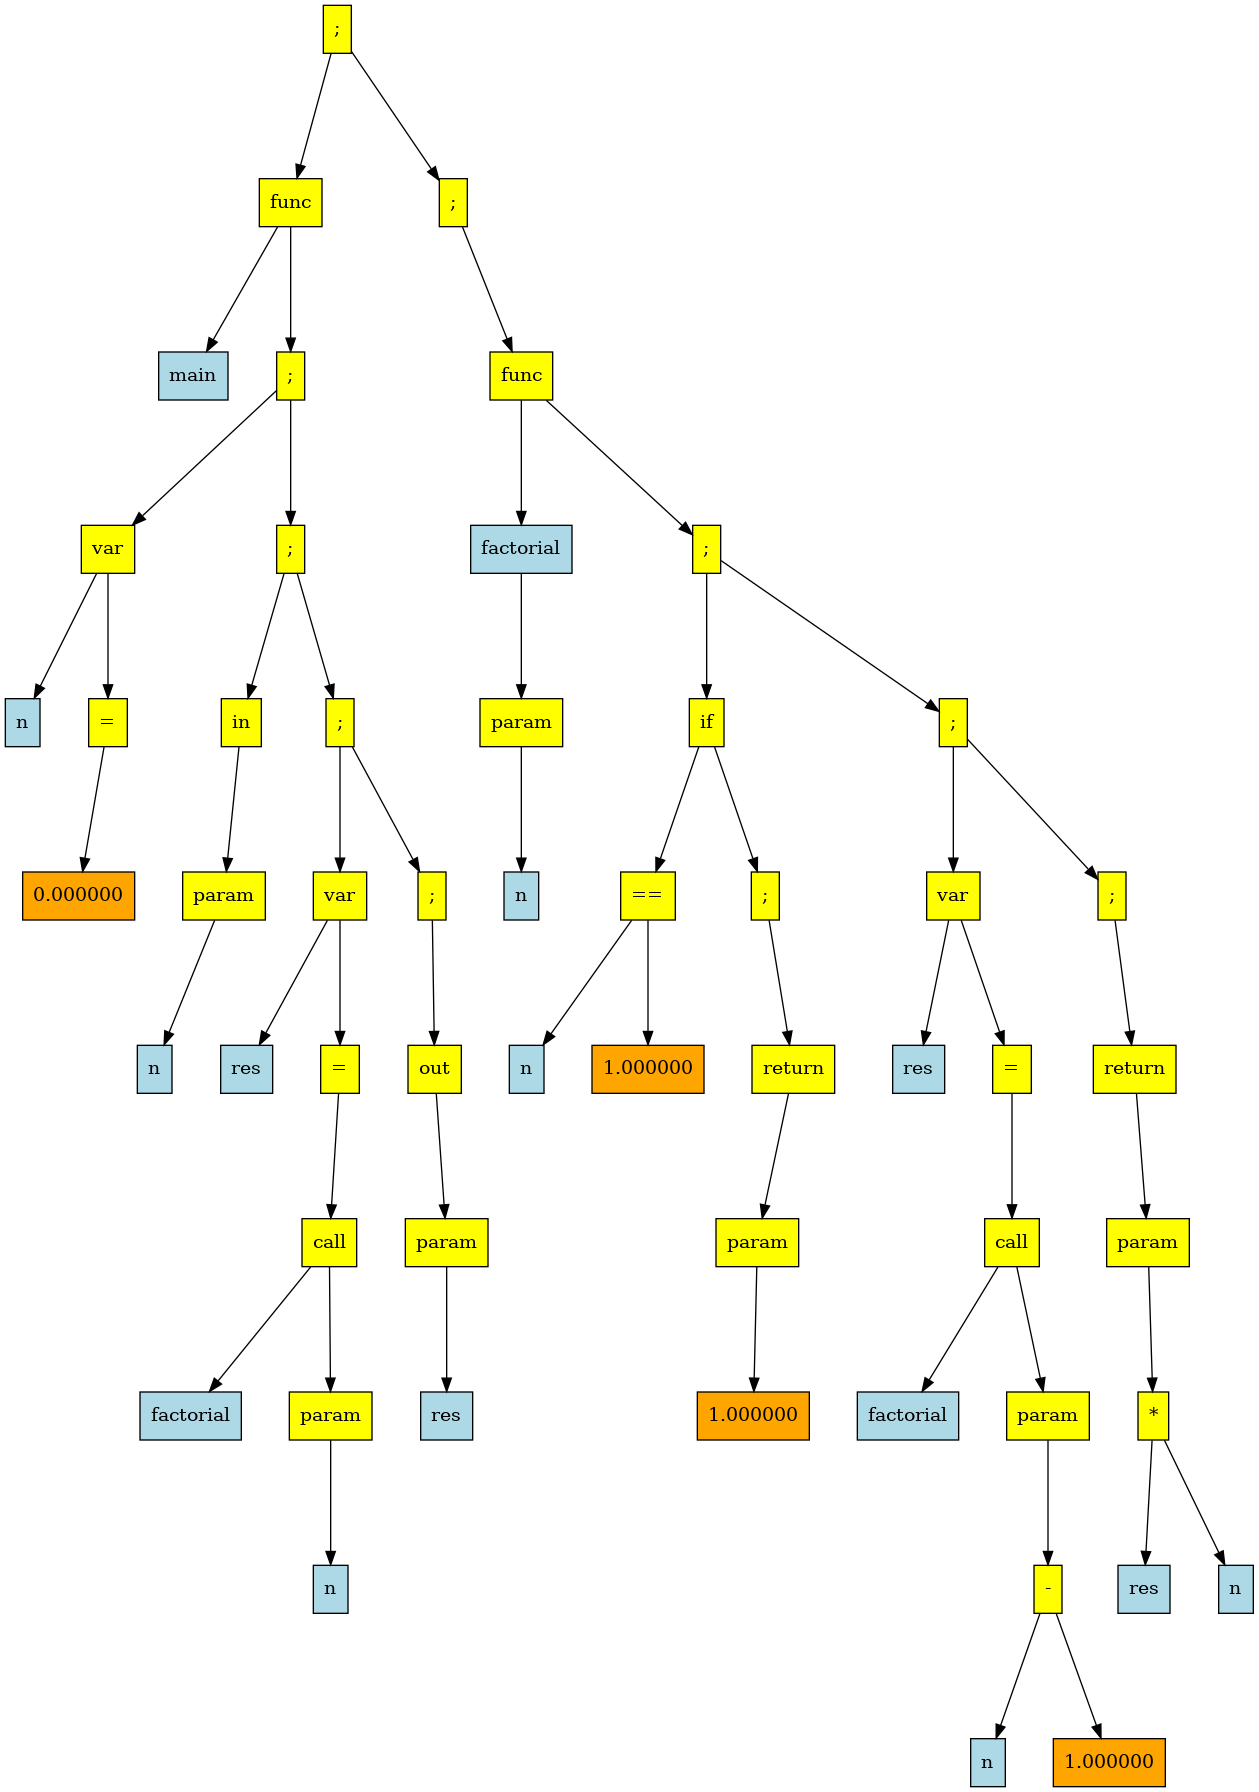 ;
func ;
main ; func
var ; factorial ;
n = in ; param if ;
0.000000 param var ; n == ; var ;
n res = out n 1.000000 return res = return
call param param call param
factorial param res 1.000000 factorial param *
n - res n
n 1.000000